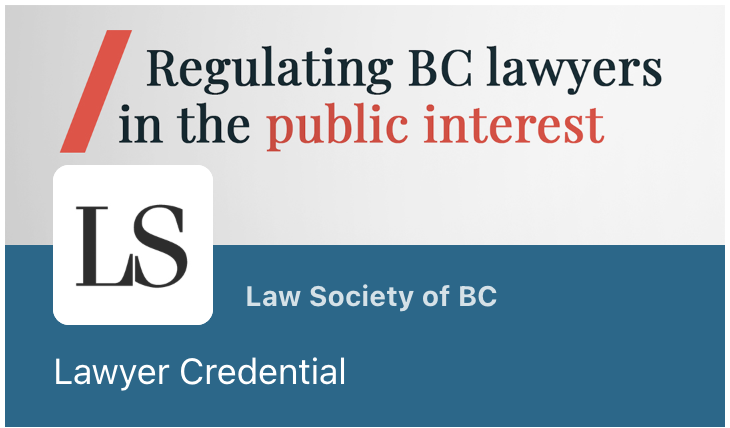 Regulating BC lawyers
in the public interest
LS
Law Society of BC
Lawyer Credential